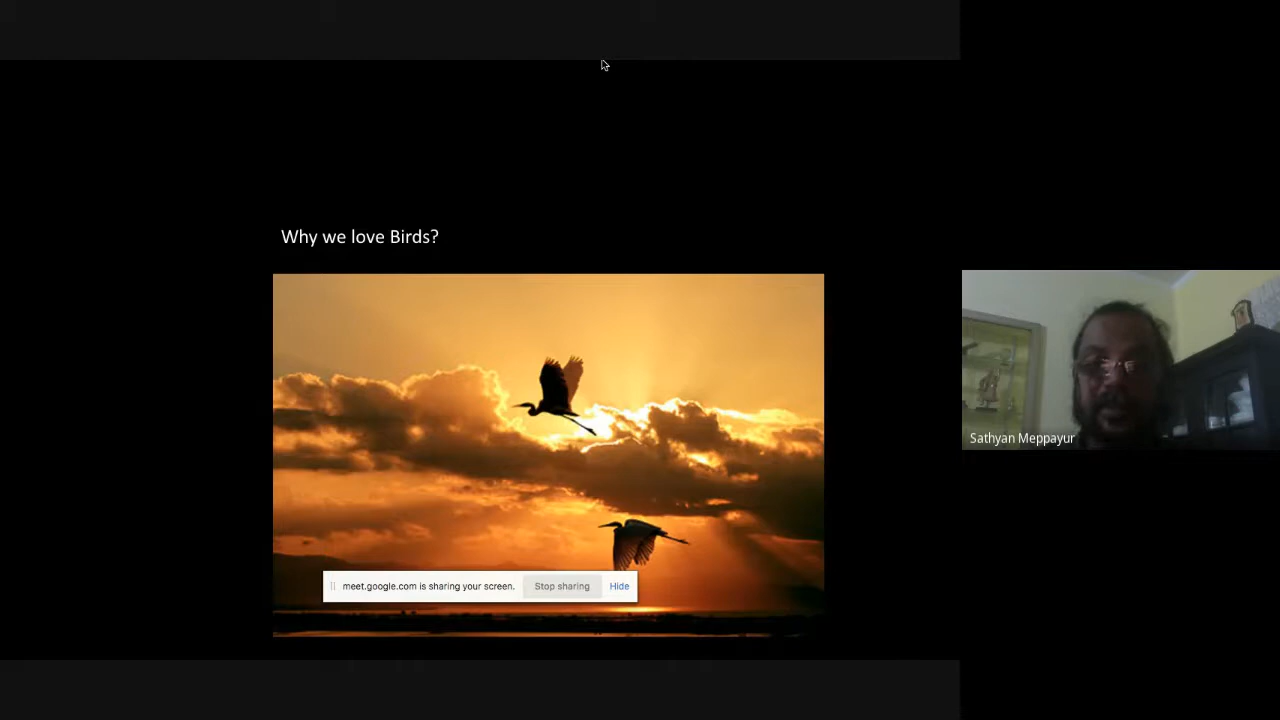 Why we love Birds?
Sathyan Meppayur
meet.google.com is sharing your screen. Stop sharing Hide